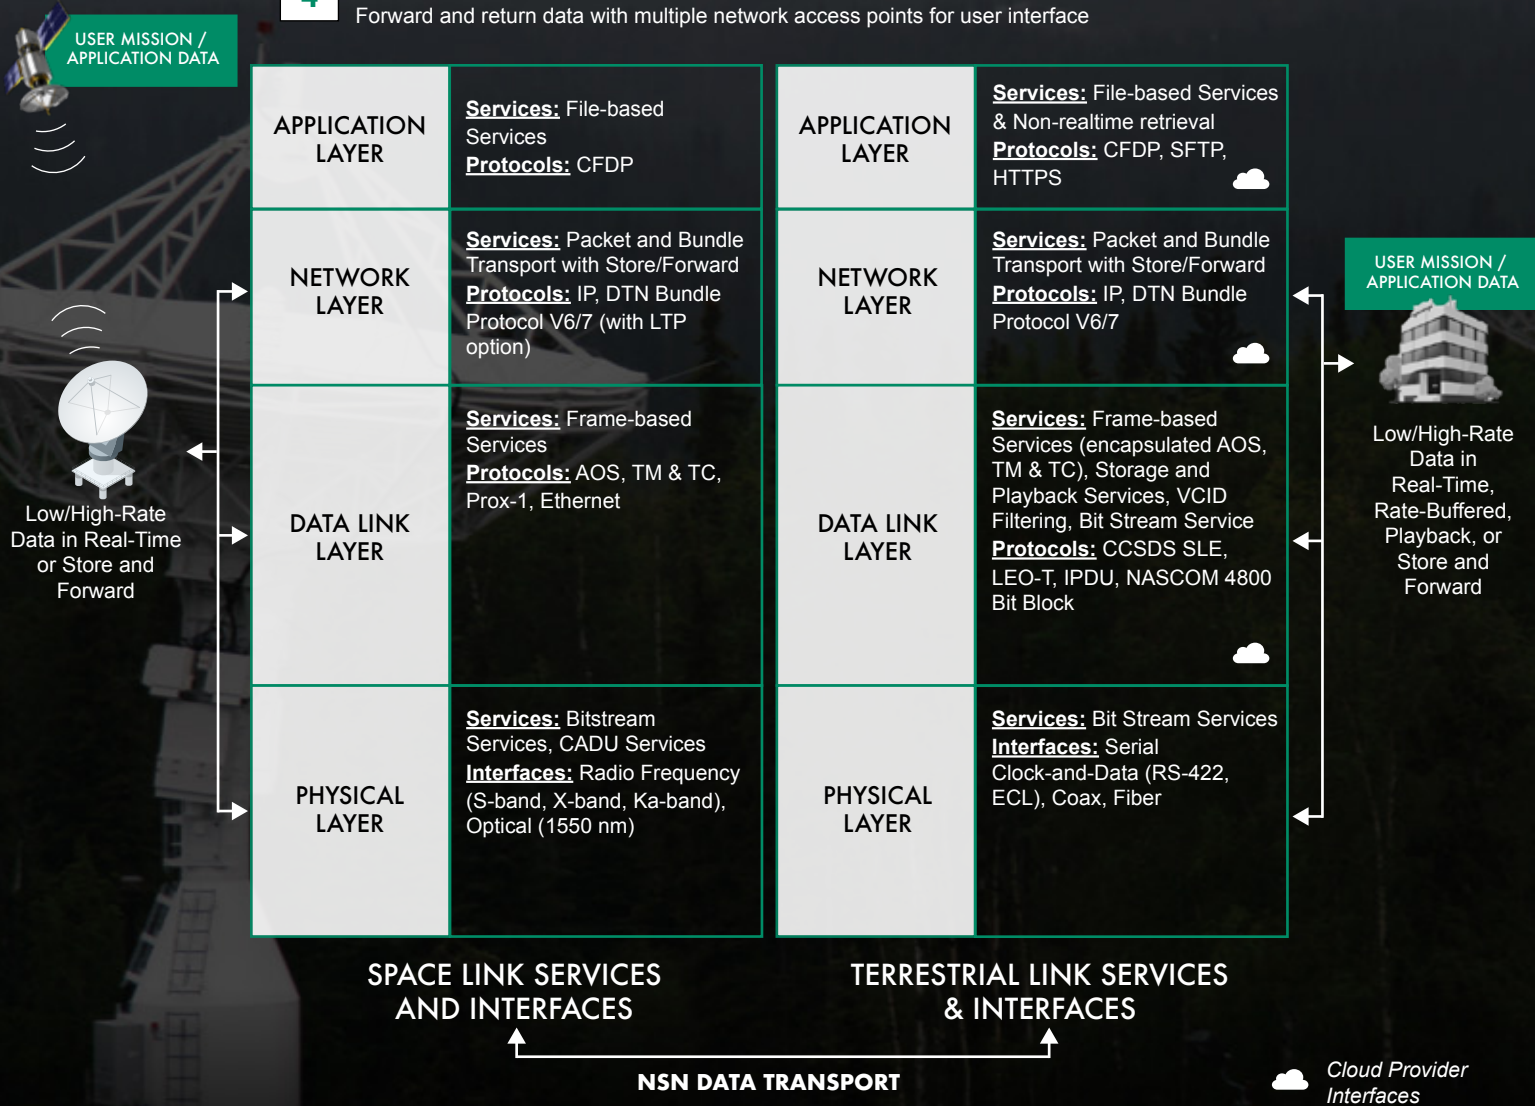 4
Forward and return data with multiple network access points for user interface
USER MISSION /
APPLICATION DATA
APPLICATION
LAYER
Services: File-based
Services
Protocols: CFDP
NETWORK
LAYER
Services: Packet and Bundle
Transport with Store/Forward
Protocols: IP, DTN Bundle
Protocol V6/7 (with LTP
option)
DATA LINK
LAYER
Services: Frame-based
Services
Protocols: AOS, TM & TC,
Prox-1, Ethernet
PHYSICAL
LAYER
Services: Bitstream
Services, CADU Services
Interfaces: Radio Frequency
(S-band, X-band, Ka-band),
Optical (1550 nm)
Low/High-Rate
Data in Real-Time
or Store and
Forward
APPLICATION
LAYER
Services: File-based Services
& Non-realtime retrieval
Protocols: CFDP, SFTP,
HTTPS
NETWORK
LAYER
Services: Packet and Bundle
Transport with Store/Forward
Protocols: IP, DTN Bundle
Protocol V6/7
DATA LINK
LAYER
Services: Frame-based
Services (encapsulated AOS,
TM & TC), Storage and
Playback Services, VCID
Filtering, Bit Stream Service
Protocols: CCSDS SLE,
LEO-T, IPDU, NASCOM 4800
Bit Block
PHYSICAL
LAYER
Services: Bit Stream Services
Interfaces: Serial
Clock-and-Data (RS-422,
ECL), Coax, Fiber
USER MISSION /
APPLICATION DATA
Low/High-Rate
Data in
Real-Time,
Rate-Buffered,
Playback, or
Store and
Forward
SPACE LINK SERVICES
AND INTERFACES
TERRESTRIAL LINK SERVICES
& INTERFACES
NSN DATA TRANSPORT
Cloud Provider
Interfaces